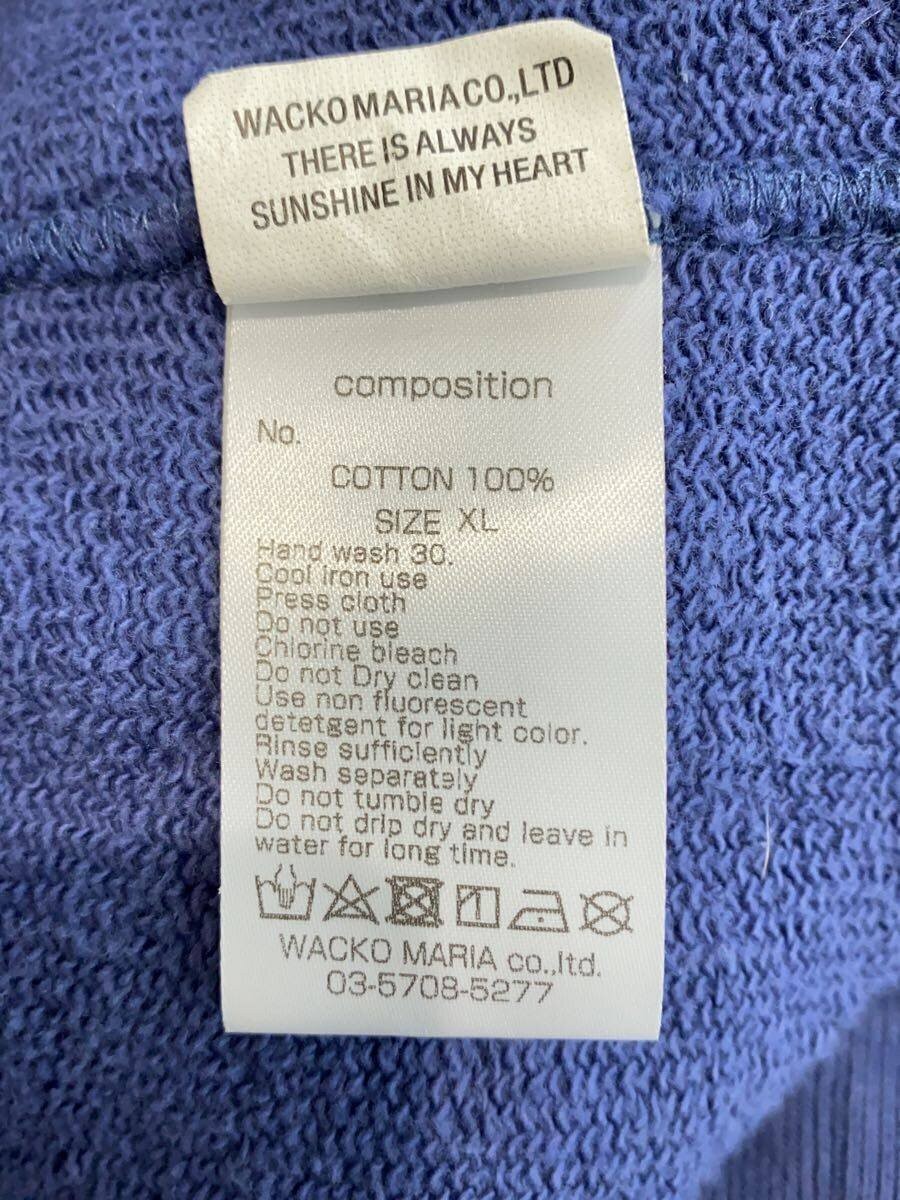 WACKO MARIA CO.,LTD
THERE IS ALWAYS
SUNSHINE IN MY HEART
composition
No.
COTTON 100%
SIZE XL
Hand wash 30.
Cool iron use
Press cloth
Do not use
Chlorine bleach
Do not Dry clean
Use non fluorescent
detetgent for light color.
Rinse sufficiently
Wash separately
Do not tumble dry
Do not drip dry and leave in
water for long time.
WACKO MARIA co.,ltd.
03-5708-5277